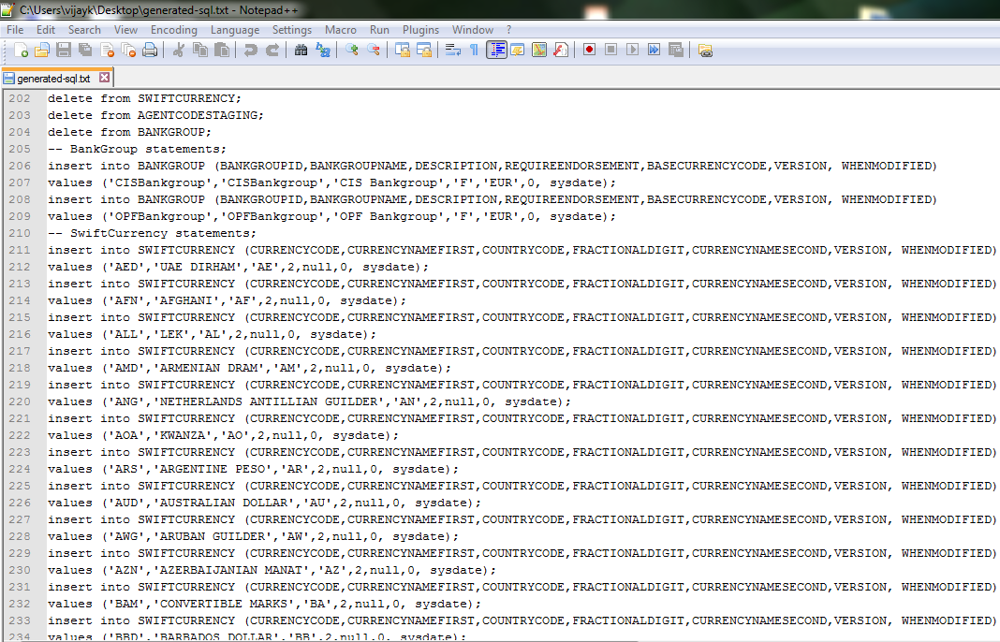 C:\Users\vijayk\Desktop\generated-sql.txt - Notepad++
File Edit Search View Encoding Language Settings Macro Run Plugins Window ?
generated-sql.txt
202 delete from SWIFTCURRENCY;
203 delete from AGENTCODESTAGING;
204 delete from BANKGROUP;
205 -- BankGroup statements;
206 insert into BANKGROUP (BANKGROUPID,BANKGROUPNAME,DESCRIPTION,REQUIREENDORSEMENT,BASECURRENCYCODE,VERSION, WHENMODIFIED)
207 values ('CISBankgroup','CISBankgroup','CIS Bankgroup','F','EUR',0, sysdate);
208 insert into BANKGROUP (BANKGROUPID,BANKGROUPNAME,DESCRIPTION,REQUIREENDORSEMENT,BASECURRENCYCODE,VERSION, WHENMODIFIED)
209 values ('OPFBankgroup','OPFBankgroup','OPF Bankgroup','F','EUR',0, sysdate);
210 -- SwiftCurrency statements;
211 insert into SWIFTCURRENCY (CURRENCYCODE,CURRENCYNAMEFIRST,COUNTRYCODE,FRACTIONALDIGIT,CURRENCYNAMESECOND,VERSION, WHENMODIFIED)
212 values ('AED','UAE DIRHAM','AE',2,null,0, sysdate);
213 insert into SWIFTCURRENCY (CURRENCYCODE,CURRENCYNAMEFIRST,COUNTRYCODE,FRACTIONALDIGIT,CURRENCYNAMESECOND,VERSION, WHENMODIFIED)
214 values ('AFN','AFGHANI','AF',2,null,0, sysdate);
215 insert into SWIFTCURRENCY (CURRENCYCODE,CURRENCYNAMEFIRST,COUNTRYCODE,FRACTIONALDIGIT,CURRENCYNAMESECOND,VERSION, WHENMODIFIED)
216 values ('ALL','LEK','AL',2,null,0, sysdate);
217 insert into SWIFTCURRENCY (CURRENCYCODE,CURRENCYNAMEFIRST,COUNTRYCODE,FRACTIONALDIGIT,CURRENCYNAMESECOND,VERSION, WHENMODIFIED)
218 values ('AMD','ARMENIAN DRAM','AM',2,null,0, sysdate);
219 insert into SWIFTCURRENCY (CURRENCYCODE,CURRENCYNAMEFIRST,COUNTRYCODE,FRACTIONALDIGIT,CURRENCYNAMESECOND,VERSION, WHENMODIFIED)
220 values ('ANG','NETHERLANDS ANTILLIAN GUILDER','AN',2,null,0, sysdate);
221 insert into SWIFTCURRENCY (CURRENCYCODE,CURRENCYNAMEFIRST,COUNTRYCODE,FRACTIONALDIGIT,CURRENCYNAMESECOND,VERSION, WHENMODIFIED)
222 values ('AOA','KWANZA','AO',2,null,0, sysdate);
223 insert into SWIFTCURRENCY (CURRENCYCODE,CURRENCYNAMEFIRST,COUNTRYCODE,FRACTIONALDIGIT,CURRENCYNAMESECOND,VERSION, WHENMODIFIED)
224 values ('ARS','ARGENTINE PESO','AR',2,null,0, sysdate);
225 insert into SWIFTCURRENCY (CURRENCYCODE,CURRENCYNAMEFIRST,COUNTRYCODE,FRACTIONALDIGIT,CURRENCYNAMESECOND,VERSION, WHENMODIFIED)
226 values ('AUD','AUSTRALIAN DOLLAR','AU',2,null,0, sysdate);
227 insert into SWIFTCURRENCY (CURRENCYCODE,CURRENCYNAMEFIRST,COUNTRYCODE,FRACTIONALDIGIT,CURRENCYNAMESECOND,VERSION, WHENMODIFIED)
228 values ('AWG','ARUBAN GUILDER','AW',2,null,0, sysdate);
229 insert into SWIFTCURRENCY (CURRENCYCODE,CURRENCYNAMEFIRST,COUNTRYCODE,FRACTIONALDIGIT,CURRENCYNAMESECOND,VERSION, WHENMODIFIED)
230 values ('AZN','AZERBAIJANIAN MANAT','AZ',2,null,0, sysdate);
231 insert into SWIFTCURRENCY (CURRENCYCODE,CURRENCYNAMEFIRST,COUNTRYCODE,FRACTIONALDIGIT,CURRENCYNAMESECOND,VERSION, WHENMODIFIED)
232 values ('BAM','CONVERTIBLE MARKS','BA',2,null,0, sysdate);
233 insert into SWIFTCURRENCY (CURRENCYCODE,CURRENCYNAMEFIRST,COUNTRYCODE,FRACTIONALDIGIT,CURRENCYNAMESECOND,VERSION, WHENMODIFIED)
234 values ('BBD','BARBADOS DOLLAR','BB',2,null,0, sysdate);